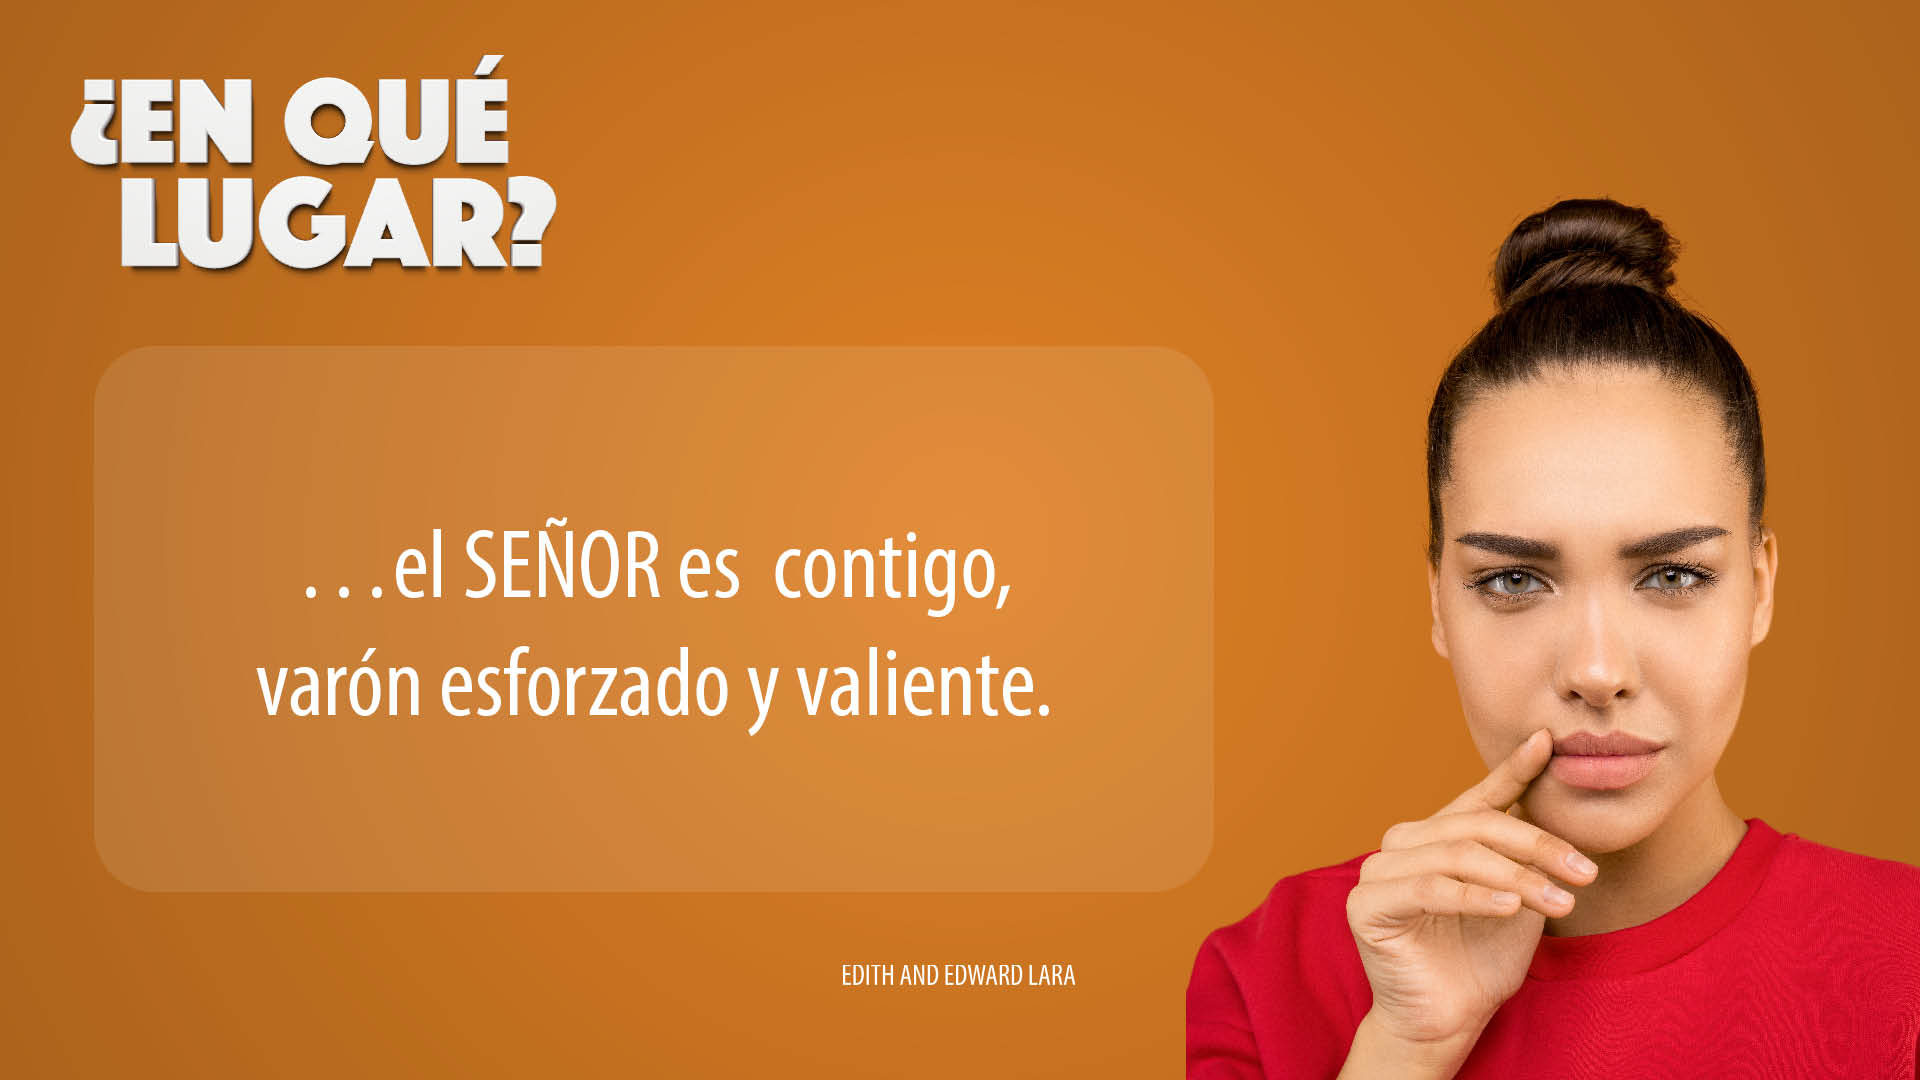 ¿EN QUÉ
LUGAR?
...el SEÑOR es contigo,
varón esforzado y valiente.
EDITH AND EDWARD LARA